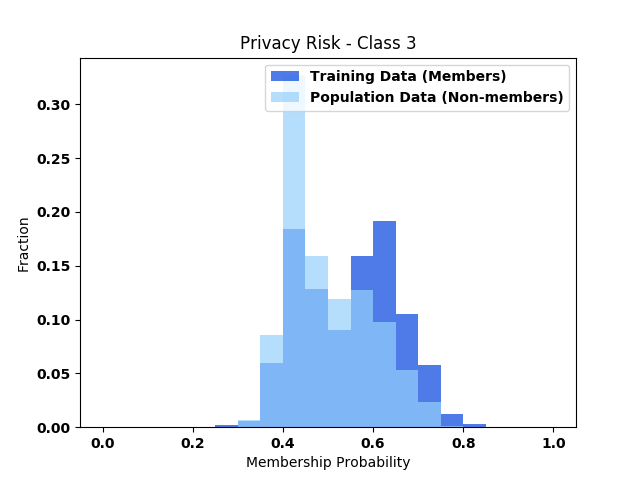 Privacy Risk - Class 3
Training Data (Members)
Population Data (Non-members)
0.30
0.25
0.20
0.15
0.10
0.05
0.00
Fraction
0.0 0.2 0.4 0.6 0.8 1.0
Membership Probability